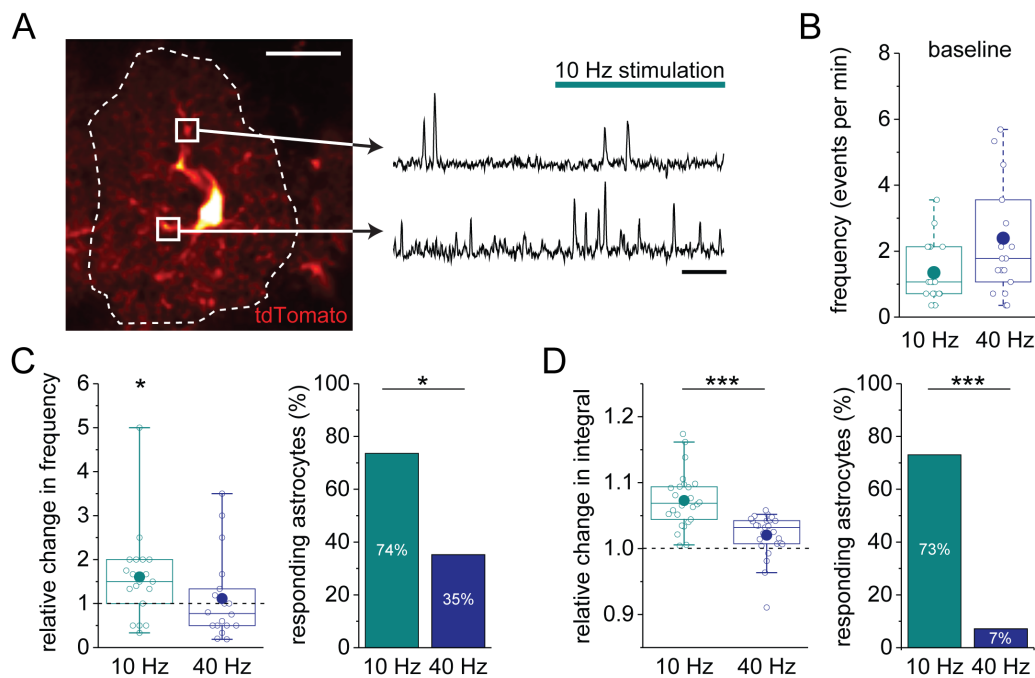 A
10 Hz stimulation
tdTomato
B
baseline
frequency (events per min)
8
6
4
2
0
10 Hz
40 Hz
C
relative change in frequency
6
5
4
3
2
1
0
*
10 Hz
40 Hz
responding astrocytes (%)
100
80
60
40
20
0
*
74%
35%
10 Hz
40 Hz
D
relative change in integral
1.2
1.1
1.0
0.9
***
10 Hz
40 Hz
responding astrocytes (%)
100
80
60
40
20
0
***
73%
7%
10 Hz
40 Hz